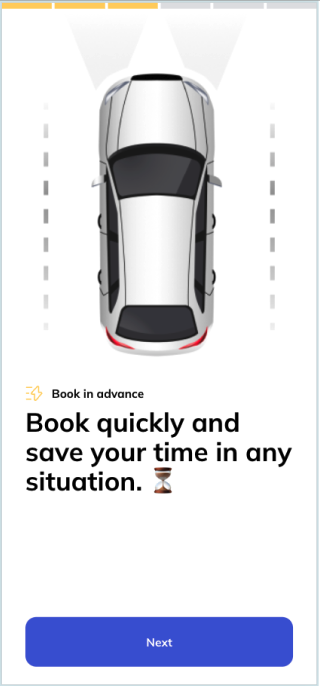 Book in advance
Book quickly and
save your time in any
situation. ⏳
Next